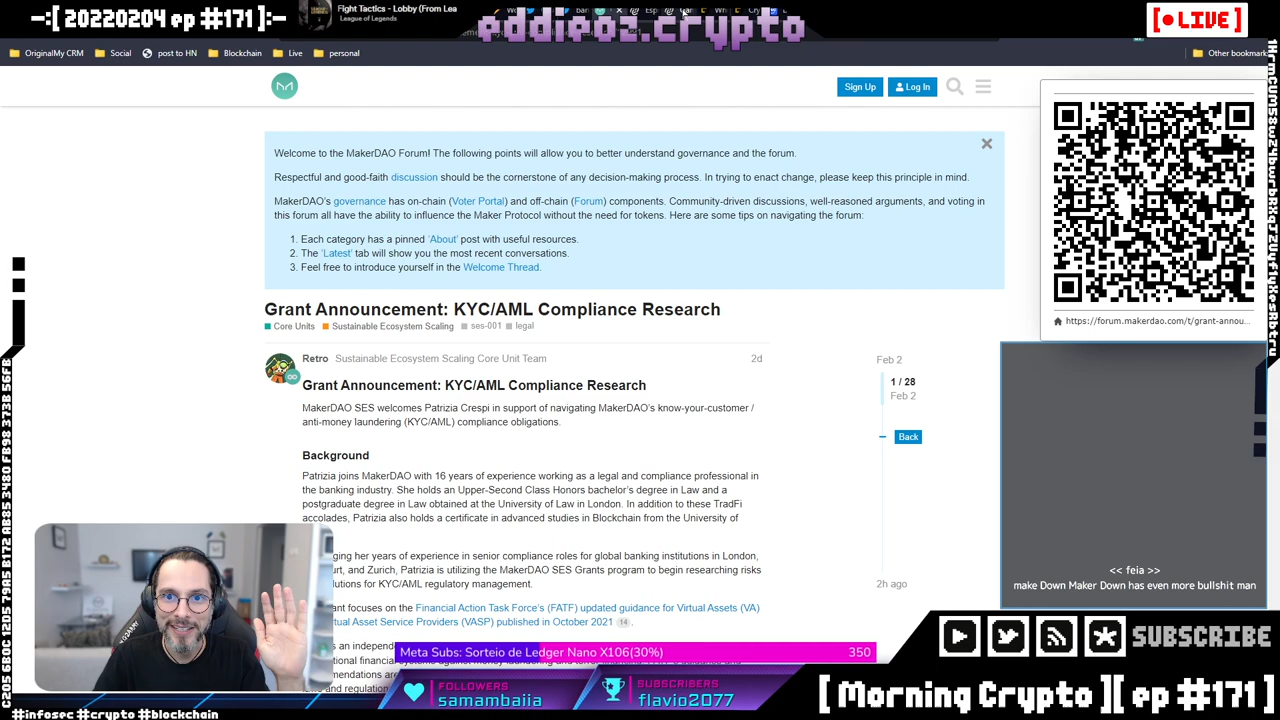 -:[ 20220204 ep #171 ]:-
Fight Tactics - Lobby (From Lea
League of Legends
eddieoz.crypto
[ LIVE ]
OriginalMy CRM
Social
post to HN
Blockchain
Live
personal
Other bookmark
Sign Up
Log In
Welcome to the MakerDAO Forum! The following points will allow you to better understand governance and the forum.
Respectful and good-faith discussion should be the cornerstone of any decision-making process. In trying to enact change, please keep this principle in mind.
MakerDAO's governance has on-chain (Voter Portal) and off-chain (Forum) components. Community-driven discussions, well-reasoned arguments, and voting in
this forum all have the ability to influence the Maker Protocol without the need for tokens. Here are some tips on navigating the forum:
1. Each category has a pinned 'About' post with useful resources.
2. The 'Latest' tab will show you the most recent conversations.
3. Feel free to introduce yourself in the Welcome Thread.
https://forum.makerdao.com/t/grant-annou...
Grant Announcement: KYC/AML Compliance Research
Core Units
Sustainable Ecosystem Scaling
ses-001
legal
Retro Sustainable Ecosystem Scaling Core Unit Team
2d
Grant Announcement: KYC/AML Compliance Research
MakerDAO SES welcomes Patrizia Crespi in support of navigating MakerDAO's know-your-customer /
anti-money laundering (KYC/AML) compliance obligations.
Background
Patrizia joins MakerDAO with 16 years of experience working as a legal and compliance professional in
the banking industry. She holds an Upper-Second Class Honors bachelor's degree in Law and a
postgraduate degree in Law obtained at the University of Law in London. In addition to these TradFi
accolades, Patrizia also holds a certificate in advanced studies in Blockchain from the University of
ging her years of experience in senior compliance roles for global banking institutions in London,
urt, and Zurich, Patrizia is utilizing the MakerDAO SES Grants program to begin researching risks
lutions for KYC/AML regulatory management.
ant focuses on the Financial Action Task Force's (FATF) updated guidance for Virtual Assets (VA)
tual Asset Service Providers (VASP) published in October 2021 14 .
is an independ
tional financi
mendations are
ws and regulation
Feb 2
1 / 28
Feb 2
Back
2h ago
<< feia >>
make Down Maker Down has even more bullshit man
Meta Subs: Sorteio de Ledger Nano X106(30%)
350
FOLLOWERS
samambaiia
SUBSCRIBERS
flavio2077
SUBSCRIBE
[ Morning Crypto ][ ep #171 ]
#infosec #crypto #blockchain